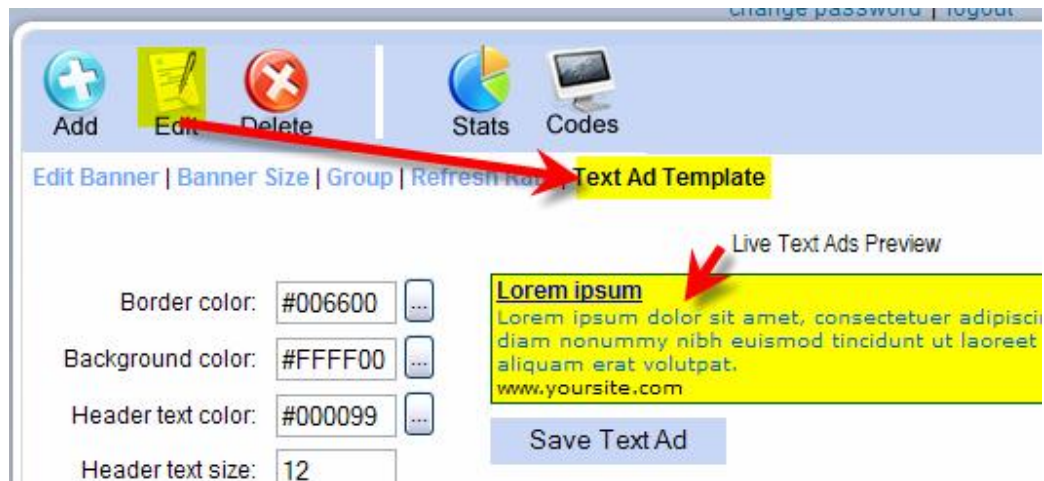 change password | logout
Add Edit Delete Stats Codes
Edit Banner | Banner Size | Group | Refresh Rate | Text Ad Template
Live Text Ads Preview
Border color: #006600 ...
Background color: #FFFF00 ...
Header text color: #000099 ...
Header text size: 12
Lorem ipsum
Lorem ipsum dolor sit amet, consectetuer adipiscin
diam nonummy nibh euismod tincidunt ut laoreet
aliquam erat volutpat.
www.yoursite.com
Save Text Ad